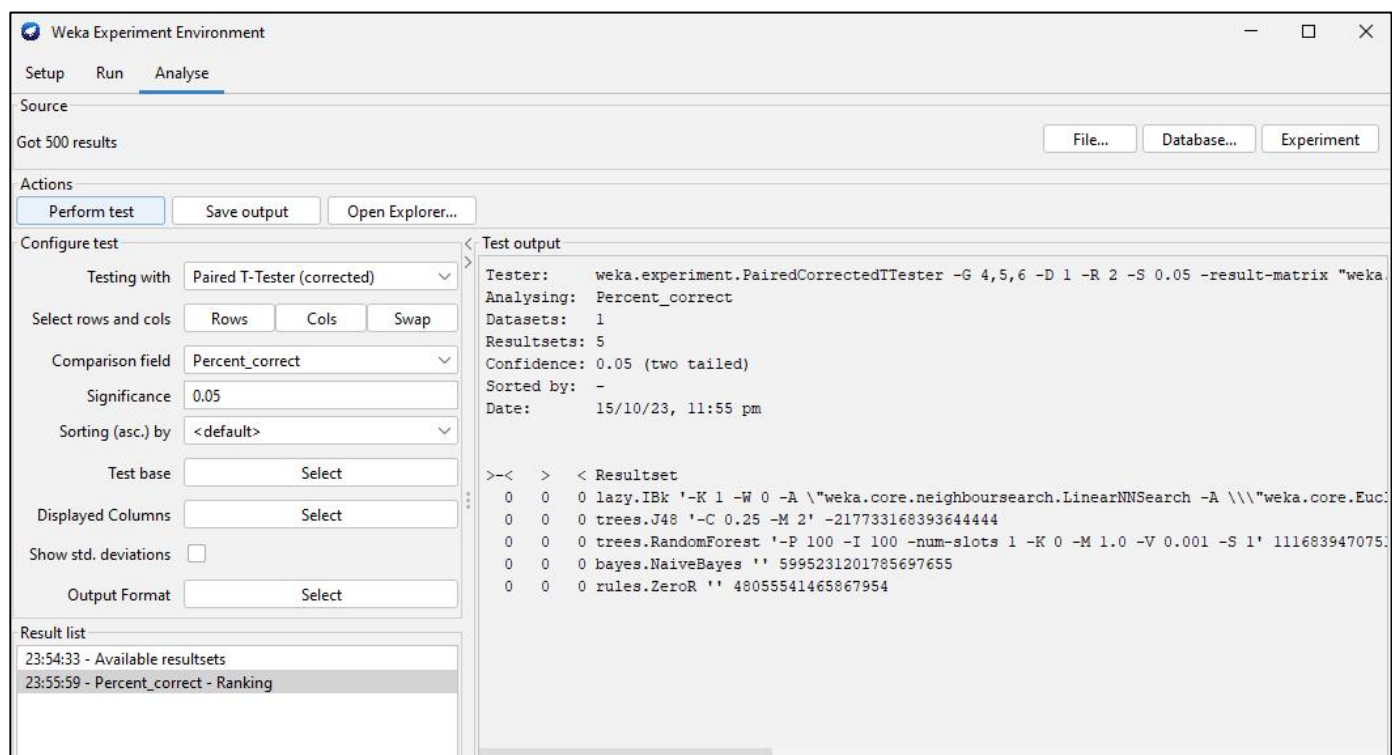 Weka Experiment Environment
Setup Run Analyse
Source
Got 500 results
File... Database... Experiment
Actions
Perform test Save output Open Explorer...
Configure test
Testing with Paired T-Tester (corrected)
Select rows and cols Rows Cols Swap
Comparison field Percent_correct
Significance 0.05
Sorting (asc.) by <default>
Test base Select
Displayed Columns Select
Show std. deviations
Output Format Select
Result list
23:54:33 - Available resultsets
23:55:59 - Percent_correct - Ranking
Test output
Tester: weka.experiment.PairedCorrectedTTester -G 4,5,6 -D 1 -R 2 -S 0.05 -result-matrix "weka.
Analysing: Percent_correct
Datasets: 1
Resultsets: 5
Confidence: 0.05 (two tailed)
Sorted by: -
Date: 15/10/23, 11:55 pm
>-< > < Resultset
0 0 0 lazy.IBk '-K 1 -W 0 -A \"weka.core.neighboursearch.LinearNNSearch -A \\\"weka.core.Eucl
0 0 0 trees.J48 '-C 0.25 -M 2' -217733168393644444
0 0 0 trees.RandomForest '-P 100 -I 100 -num-slots 1 -K 0 -M 1.0 -V 0.001 -S 1' 111683947075
0 0 0 bayes.NaiveBayes '' 5995231201785697655
0 0 0 rules.ZeroR '' 48055541465867954